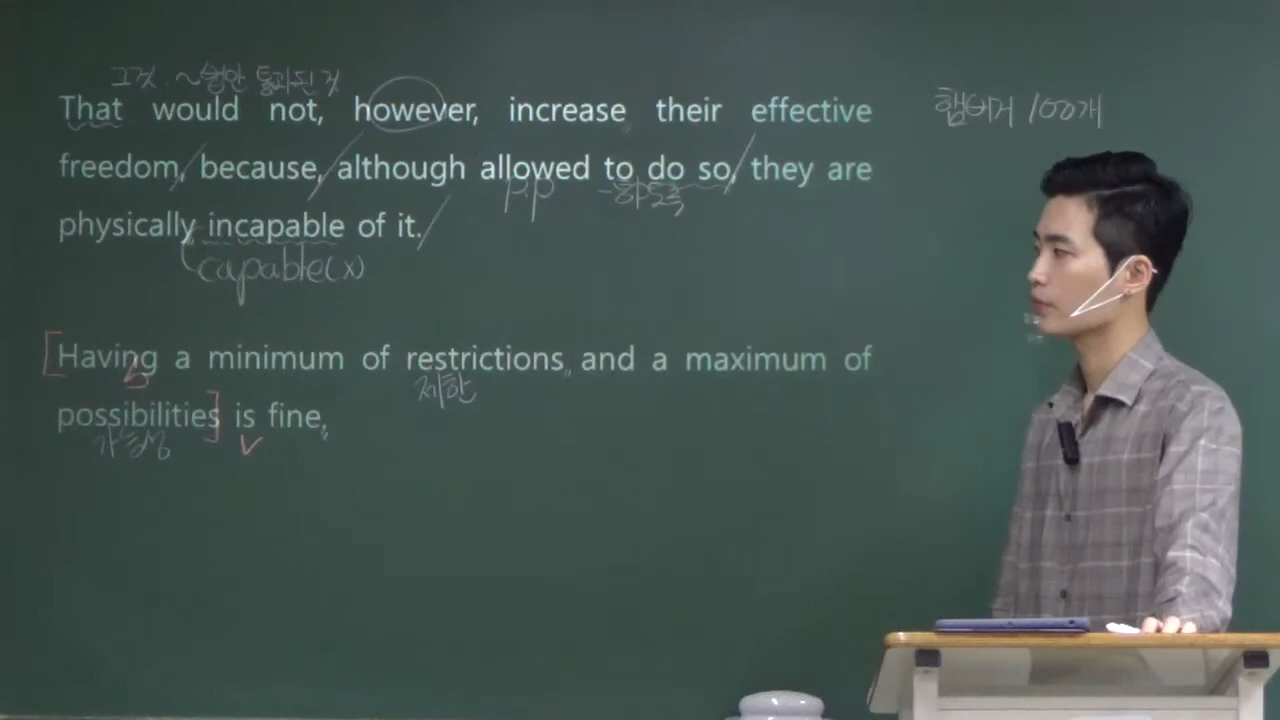 그것. ~법안 통과된 것
That would not, however, increase their effective
햄버거 100개
freedom, because, although allowed to do so, they are
p.p ~하도록
physically incapable of it.
capable(x)
[Having a minimum of restrictions, and a maximum of
S 제한
possibilities] is fine,
가능성 V